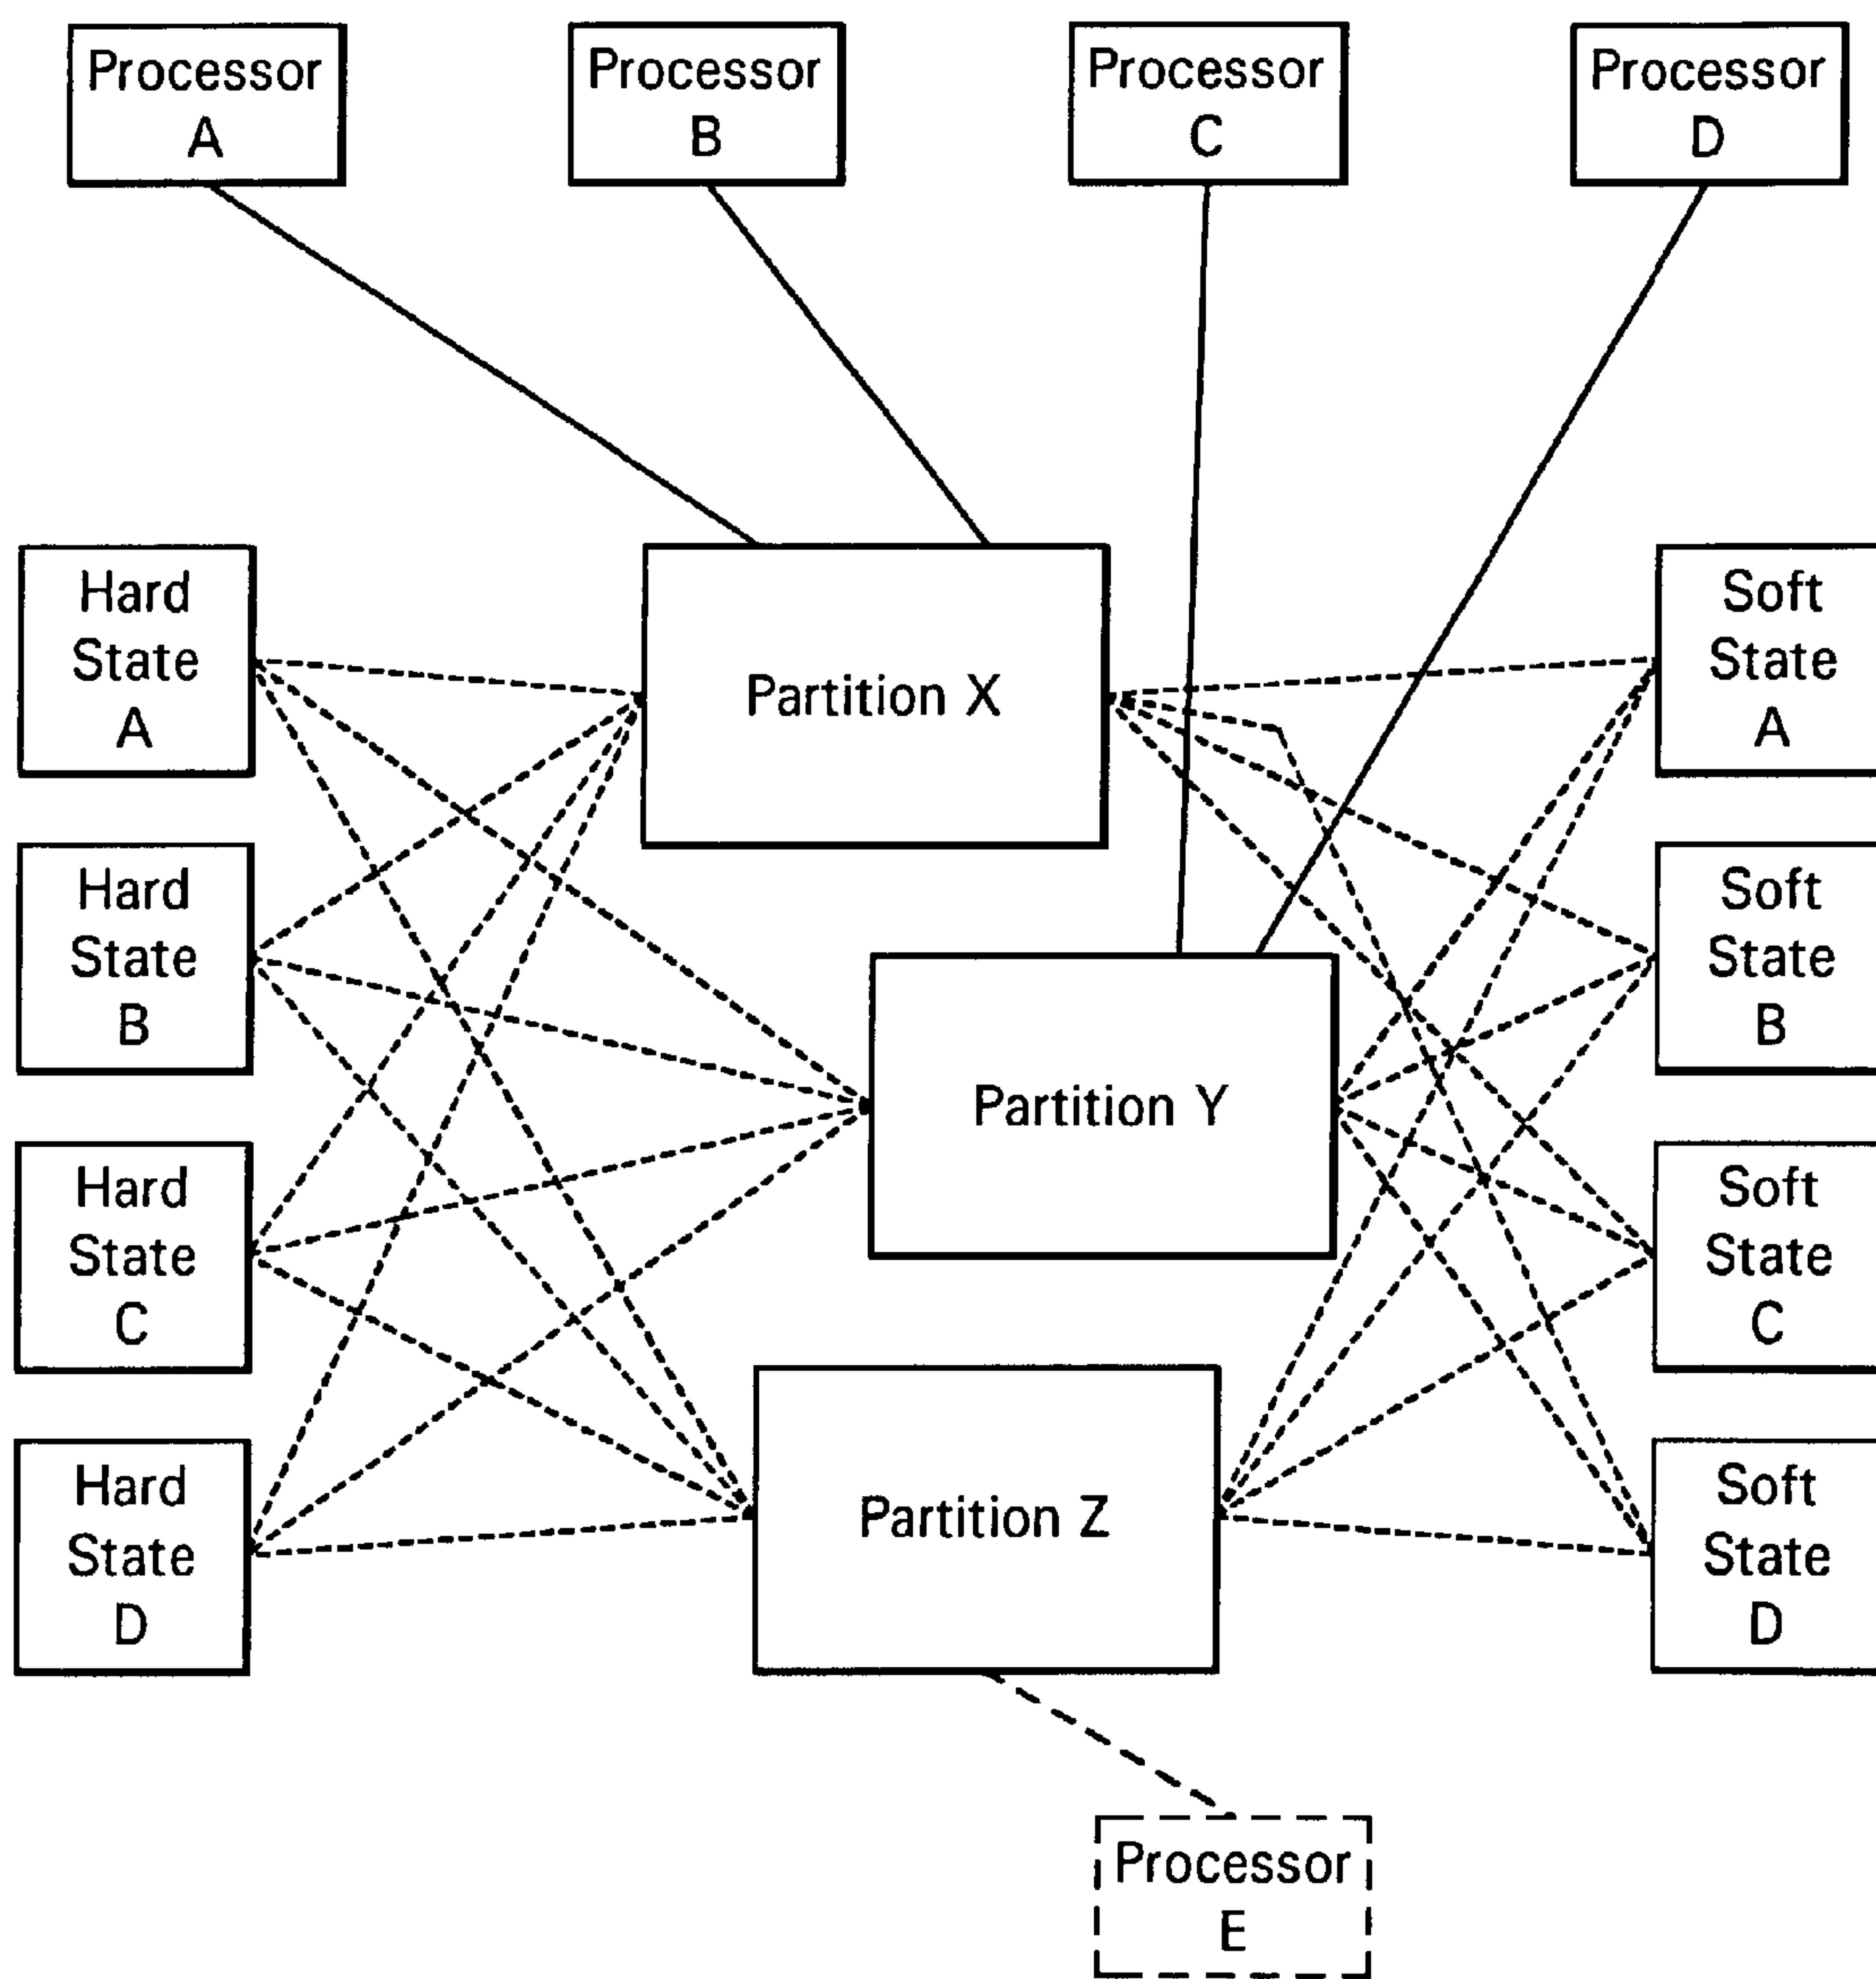 Processor
A
Processor
B
Processor
C
Processor
D
Hard
State
A
Partition X
Soft
State
A
Hard
State
B
Soft
State
B
Partition Y
Hard
State
C
Soft
State
C
Hard
State
D
Partition Z
Soft
State
D
Processor
E